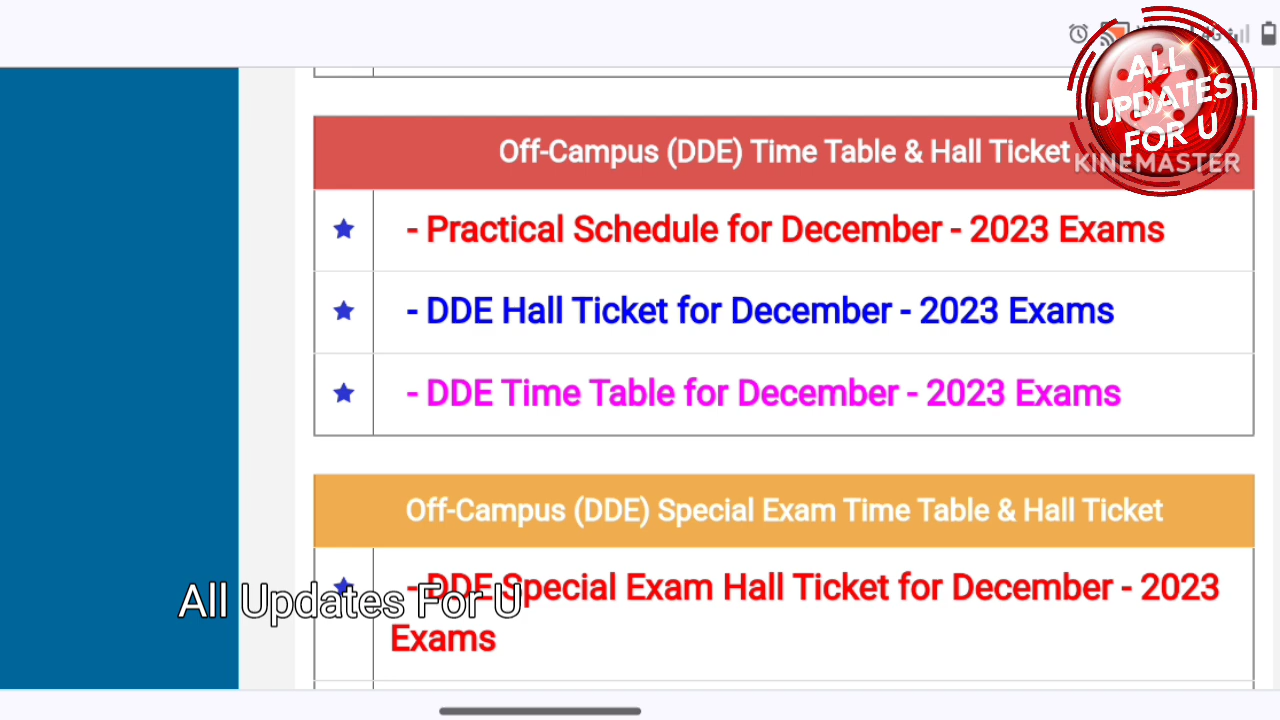 ALL
UPDATES
FOR U
KINEMASTER
Off-Campus (DDE) Time Table & Hall Ticket
- Practical Schedule for December - 2023 Exams
- DDE Hall Ticket for December - 2023 Exams
- DDE Time Table for December - 2023 Exams
Off-Campus (DDE) Special Exam Time Table & Hall Ticket
- DDE Special Exam Hall Ticket for December - 2023
Exams
All Updates For U